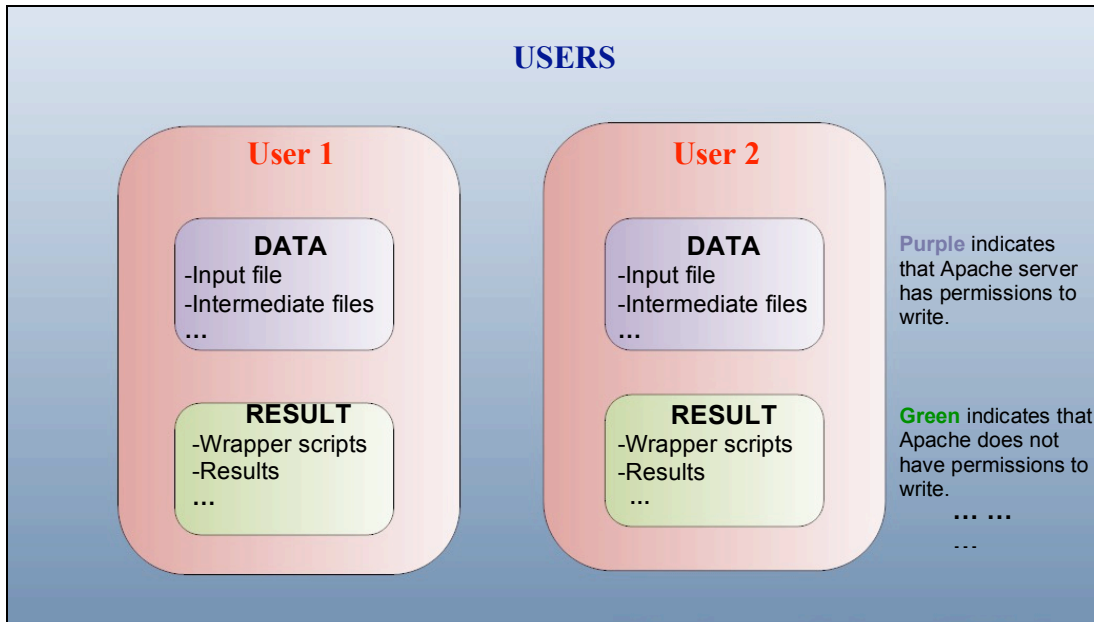 USERS
User 1
DATA
-Input file
-Intermediate files
...
RESULT
-Wrapper scripts
-Results
...
User 2
DATA
-Input file
-Intermediate files
...
RESULT
-Wrapper scripts
-Results
...
Purple indicates
that Apache server
has permissions to
write.
Green indicates that
Apache does not
have permissions to
write.
... ...
...